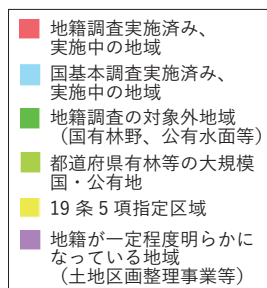 地籍調査実施済み、
実施中の地域
国基本調査実施済み、
実施中の地域
地籍調査の対象外地域
（国有林野、公有水面等）
都道府県有林等の大規模
国・公有地
19 条 5 項指定区域
地籍が一定程度明らかに
なっている地域
（土地区画整理事業等）